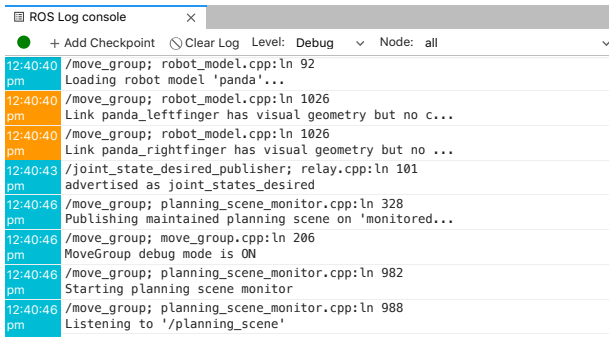 ROS Log console ×
+ Add Checkpoint Clear Log Level: Debug Node: all
12:40:40 pm /move_group; robot_model.cpp:ln 92
Loading robot model 'panda'...
12:40:40 pm /move_group; robot_model.cpp:ln 1026
Link panda_leftfinger has visual geometry but no c...
12:40:40 pm /move_group; robot_model.cpp:ln 1026
Link panda_rightfinger has visual geometry but no ...
12:40:43 pm /joint_state_desired_publisher; relay.cpp:ln 101
advertised as joint_states_desired
12:40:46 pm /move_group; planning_scene_monitor.cpp:ln 328
Publishing maintained planning scene on 'monitored...
12:40:46 pm /move_group; move_group.cpp:ln 206
MoveGroup debug mode is ON
12:40:46 pm /move_group; planning_scene_monitor.cpp:ln 982
Starting planning scene monitor
12:40:46 pm /move_group; planning_scene_monitor.cpp:ln 988
Listening to '/planning_scene'